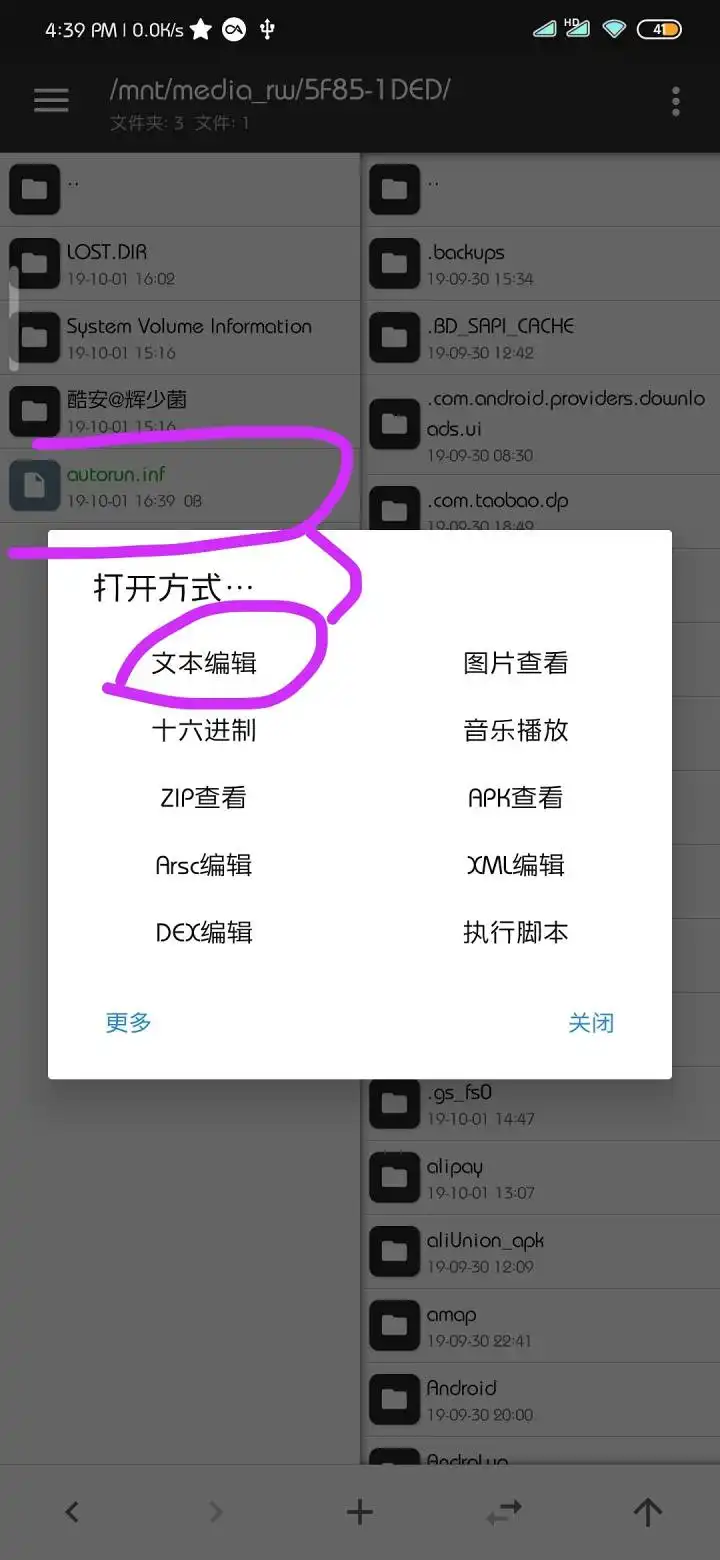 4:39 PM | 0.0K/s
HD
41
/mnt/media_rw/5F85-1DED/
文件夹: 3 文件: 1
..
LOST.DIR
19-10-01 16:02
System Volume Information
19-10-01 15:16
酷安@辉少菌
19-10-01 15:16
autorun.inf
19-10-01 16:39 0B
..
.backups
19-09-30 15:34
.BD_SAPI_CACHE
19-09-30 12:42
.com.android.providers.downlo
ads.ui
19-09-30 08:30
.com.taobao.dp
19-09-30 18:49
打开方式…
文本编辑
图片查看
十六进制
音乐播放
ZIP查看
APK查看
Arsc编辑
XML编辑
DEX编辑
执行脚本
更多
关闭
.gs_fs0
19-10-01 14:47
alipay
19-10-01 13:07
aliUnion_apk
19-09-30 12:09
amap
19-09-30 22:41
Android
19-09-30 20:00